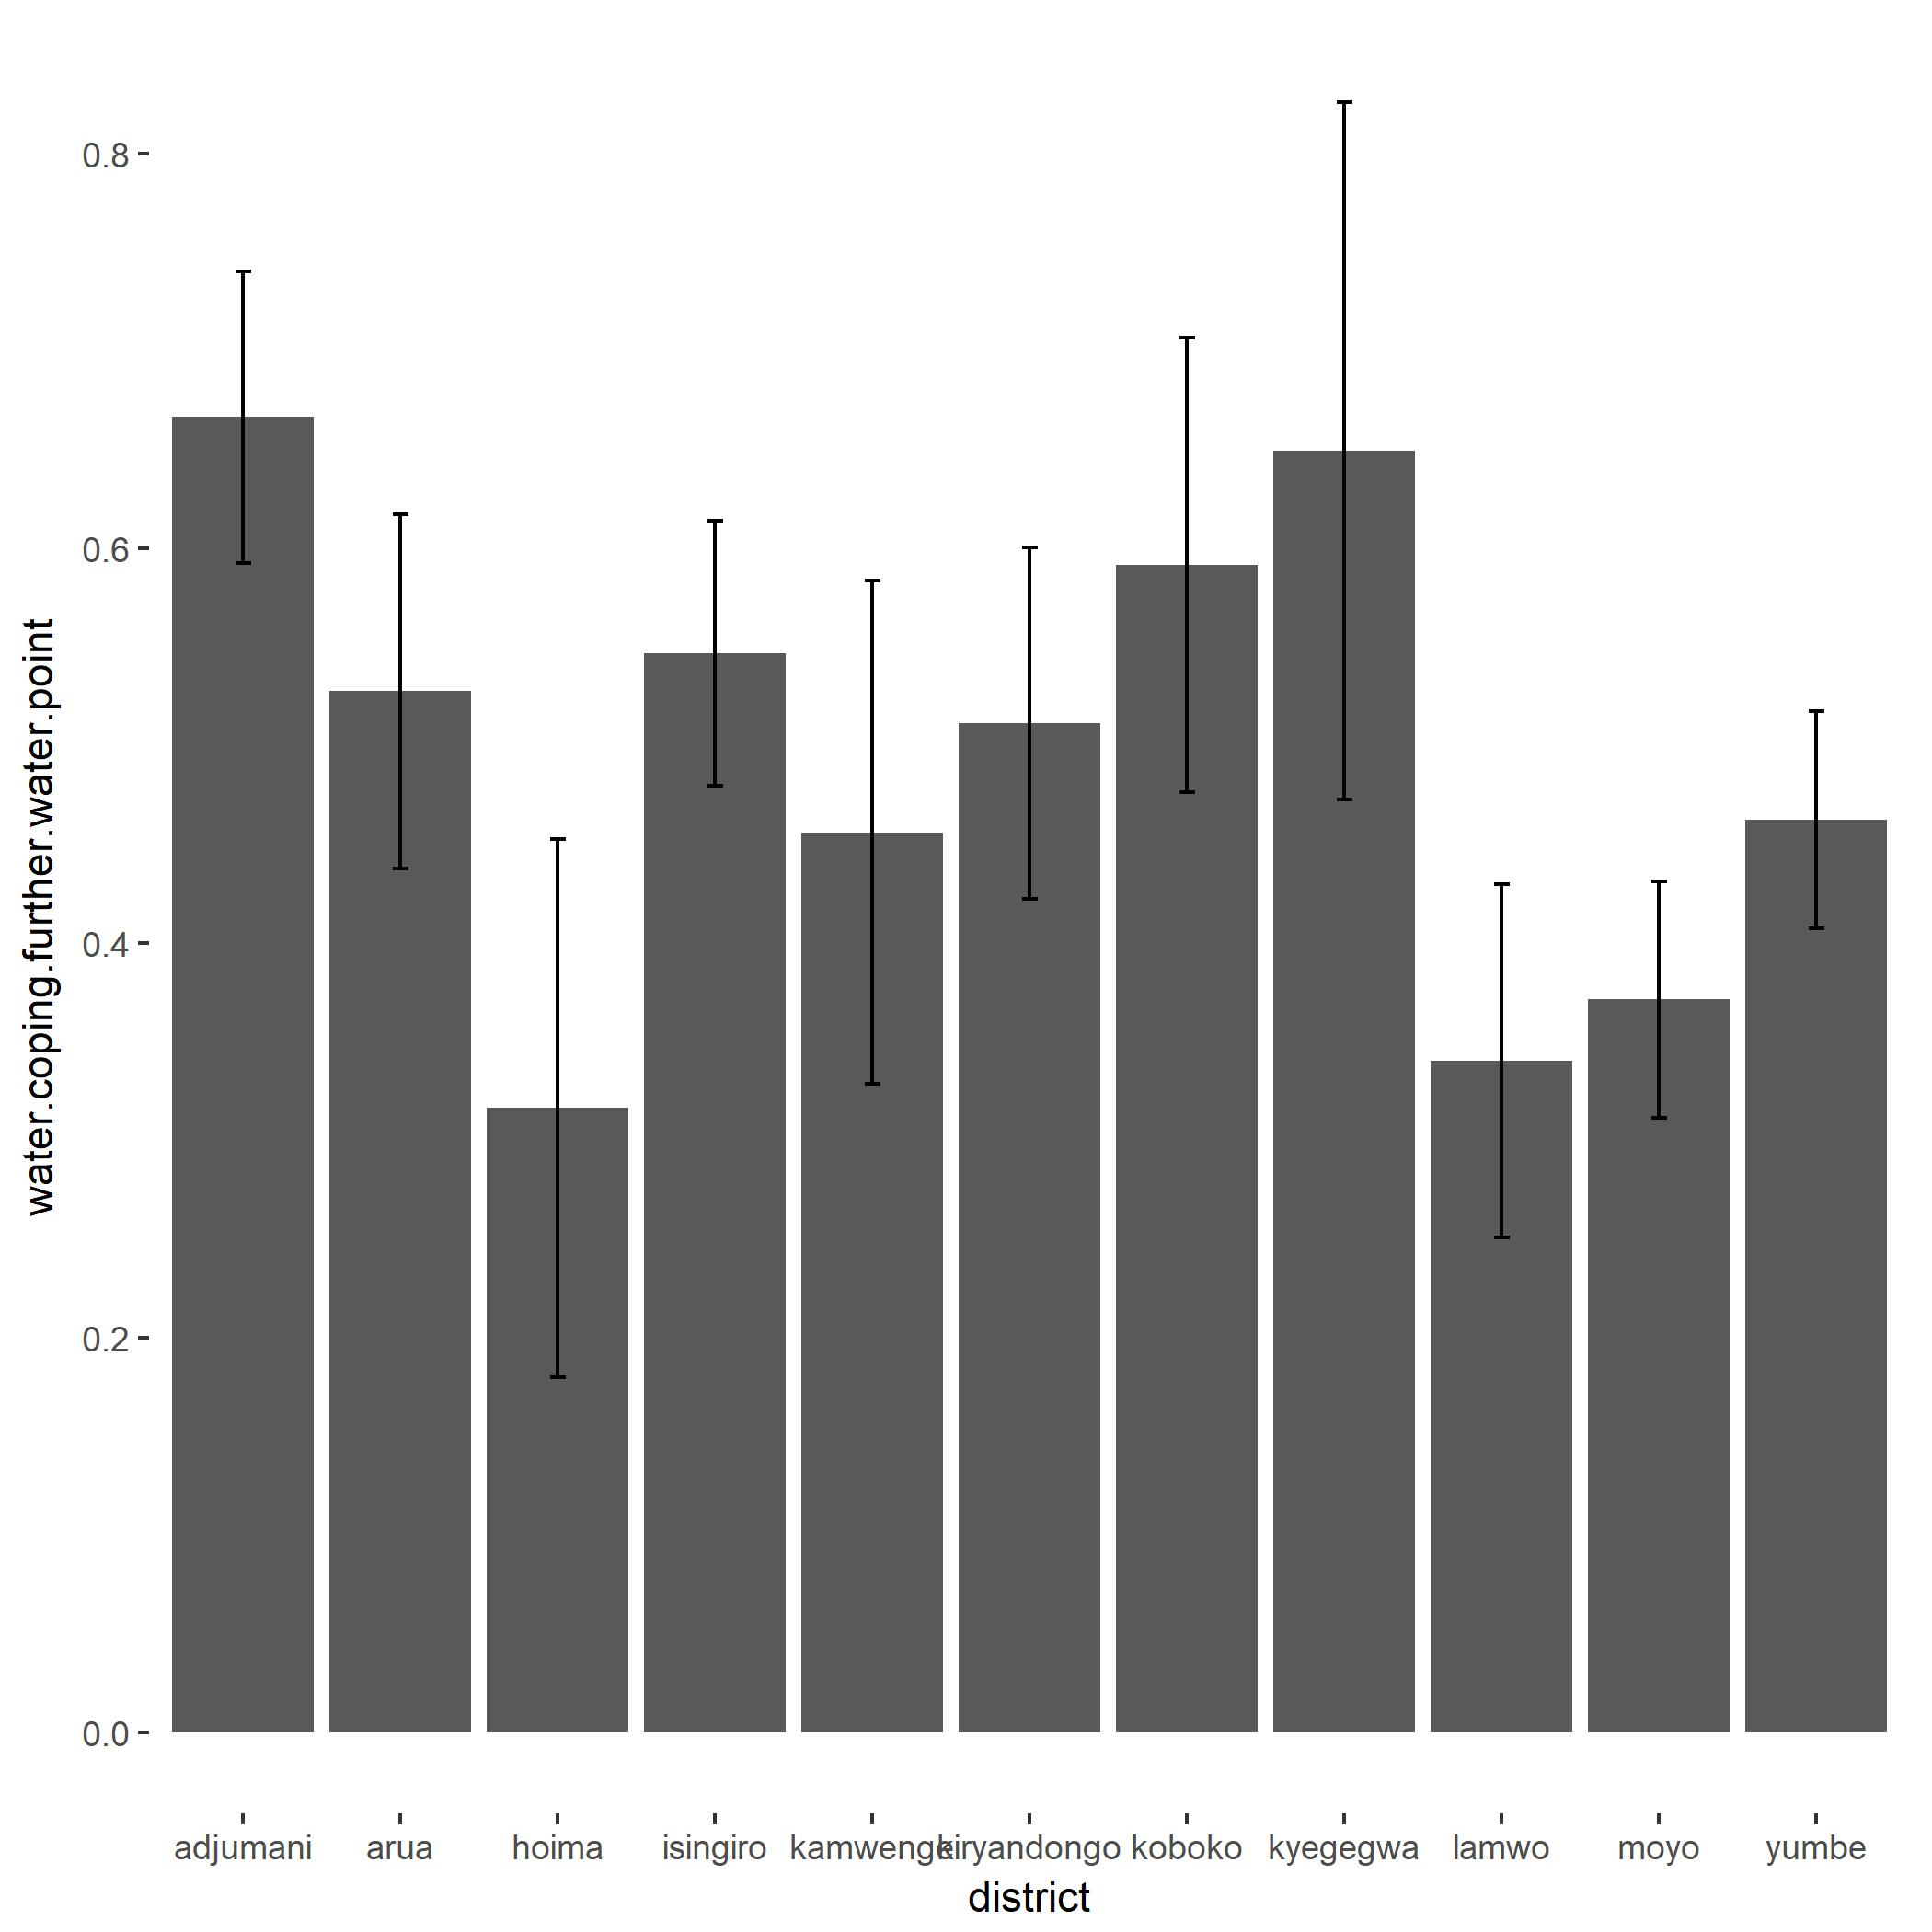 water.coping.further.water.point
0.8
0.6
0.4
0.2
0.0
adjumani arua hoima isingiro kamwenge kiryandongo koboko kyegegwa lamwo moyo yumbe
district